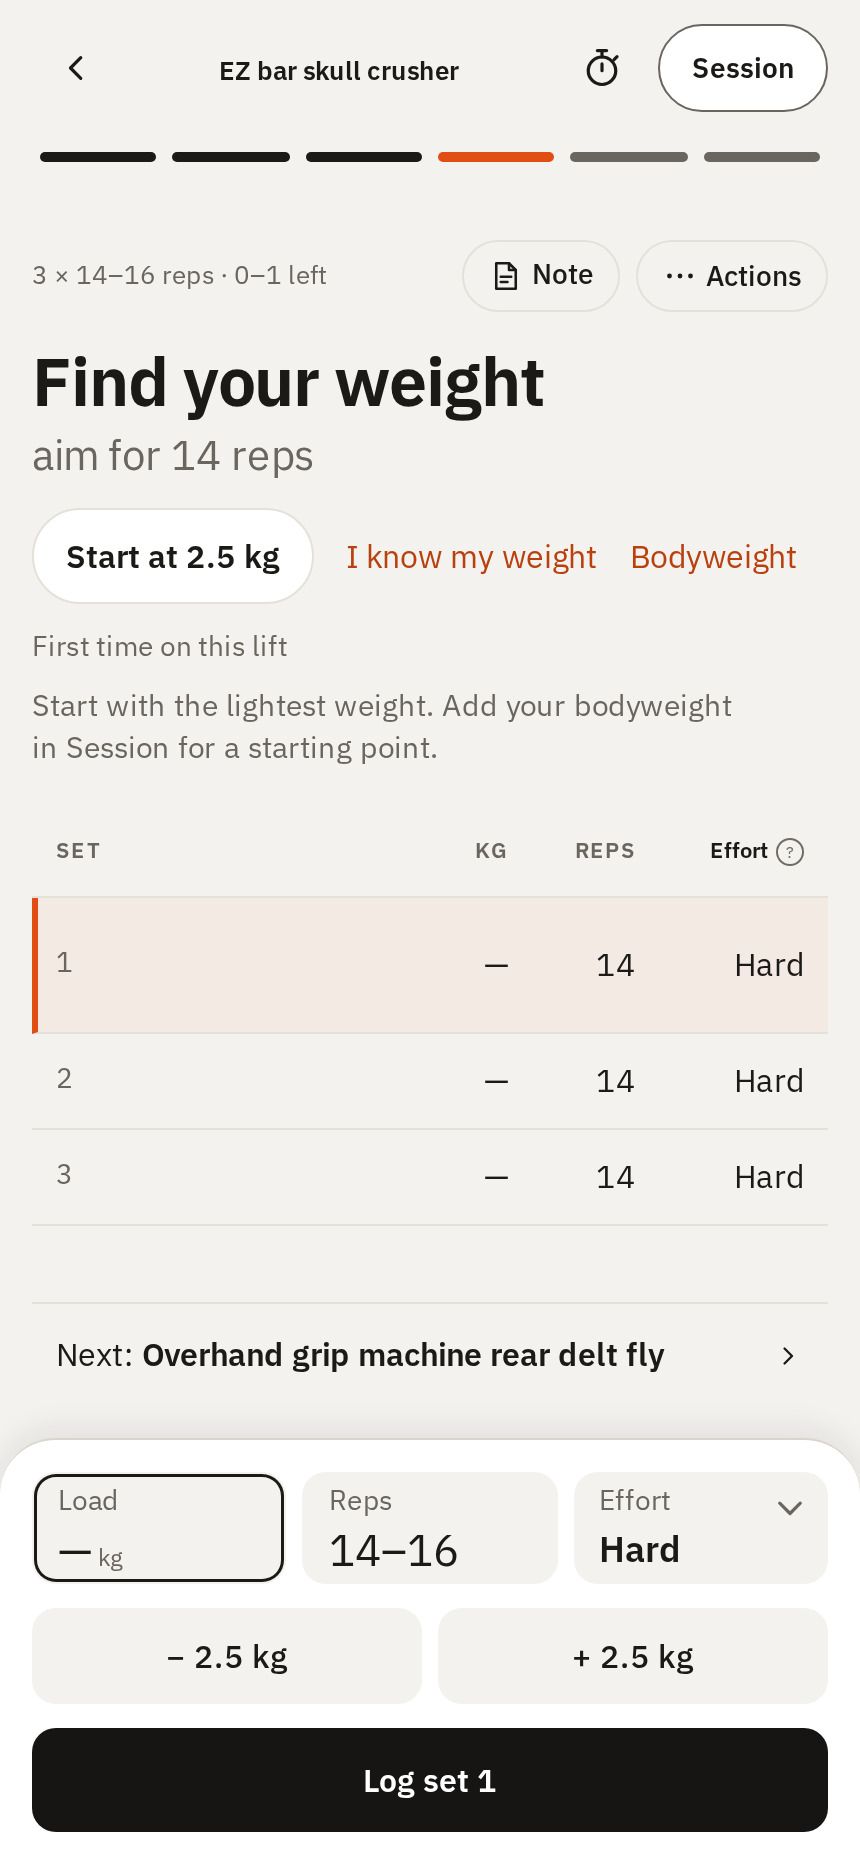 EZ bar skull crusher
Session
3 × 14–16 reps · 0–1 left
Note
··· Actions
Find your weight
aim for 14 reps
Start at 2.5 kg
I know my weight
Bodyweight
First time on this lift
Start with the lightest weight. Add your bodyweight
in Session for a starting point.
SET KG REPS Effort ?
1 — 14 Hard
2 — 14 Hard
3 — 14 Hard
Next: Overhand grip machine rear delt fly
Load
— kg
Reps
14–16
Effort
Hard
− 2.5 kg
+ 2.5 kg
Log set 1